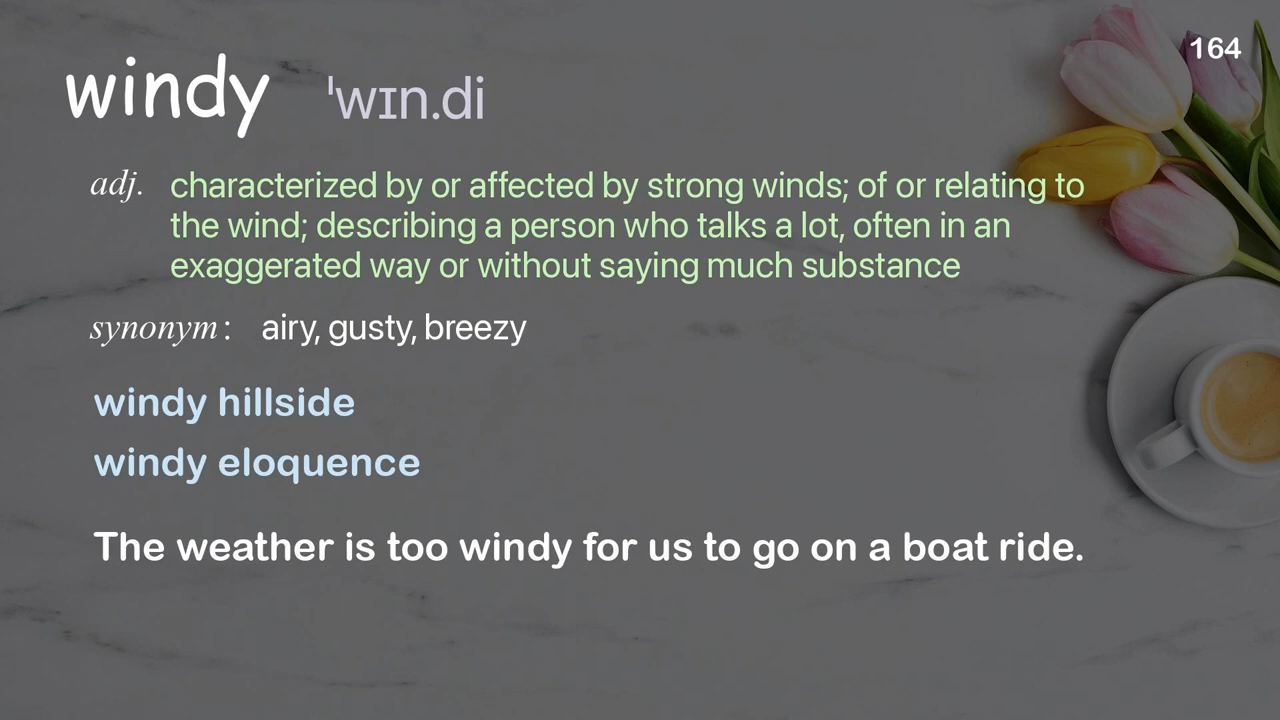 164
windy ˈwɪn.di
adj. characterized by or affected by strong winds; of or relating to
the wind; describing a person who talks a lot, often in an
exaggerated way or without saying much substance
synonym: airy, gusty, breezy
windy hillside
windy eloquence
The weather is too windy for us to go on a boat ride.